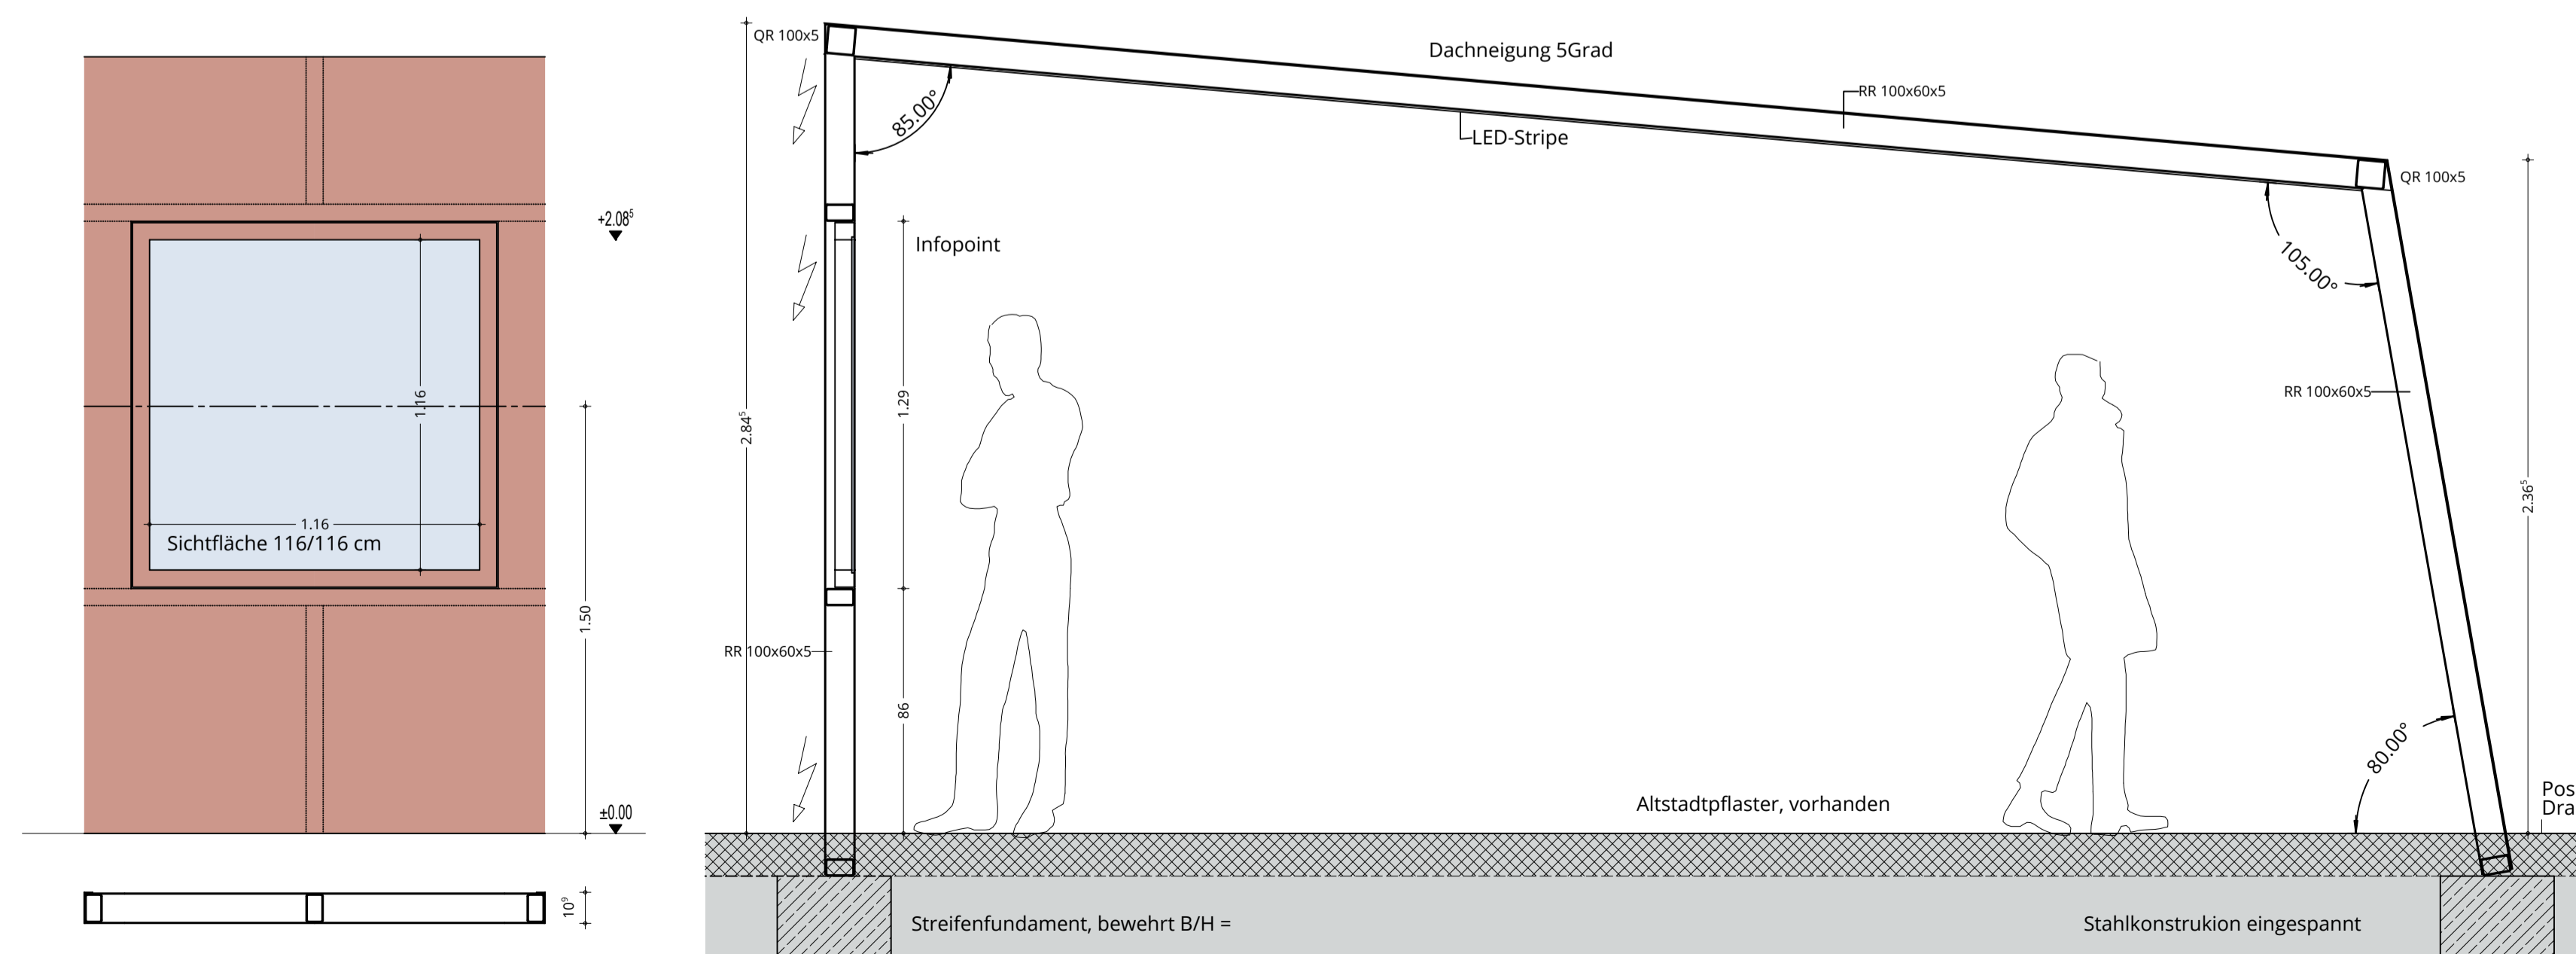 +2.08⁵
1.16
1.16
Sichtfläche 116/116 cm
1.50
±0.00
10⁹
QR 100x5
Dachneigung 5Grad
RR 100x60x5
85.00°
LED-Stripe
QR 100x5
105.00°
Infopoint
1.29
2.84⁵
RR 100x60x5
2.36⁵
RR 100x60x5
86
80.00°
Altstadtpflaster, vorhanden
Pos
Dra
Streifenfundament, bewehrt B/H =
Stahlkonstrukion eingespannt